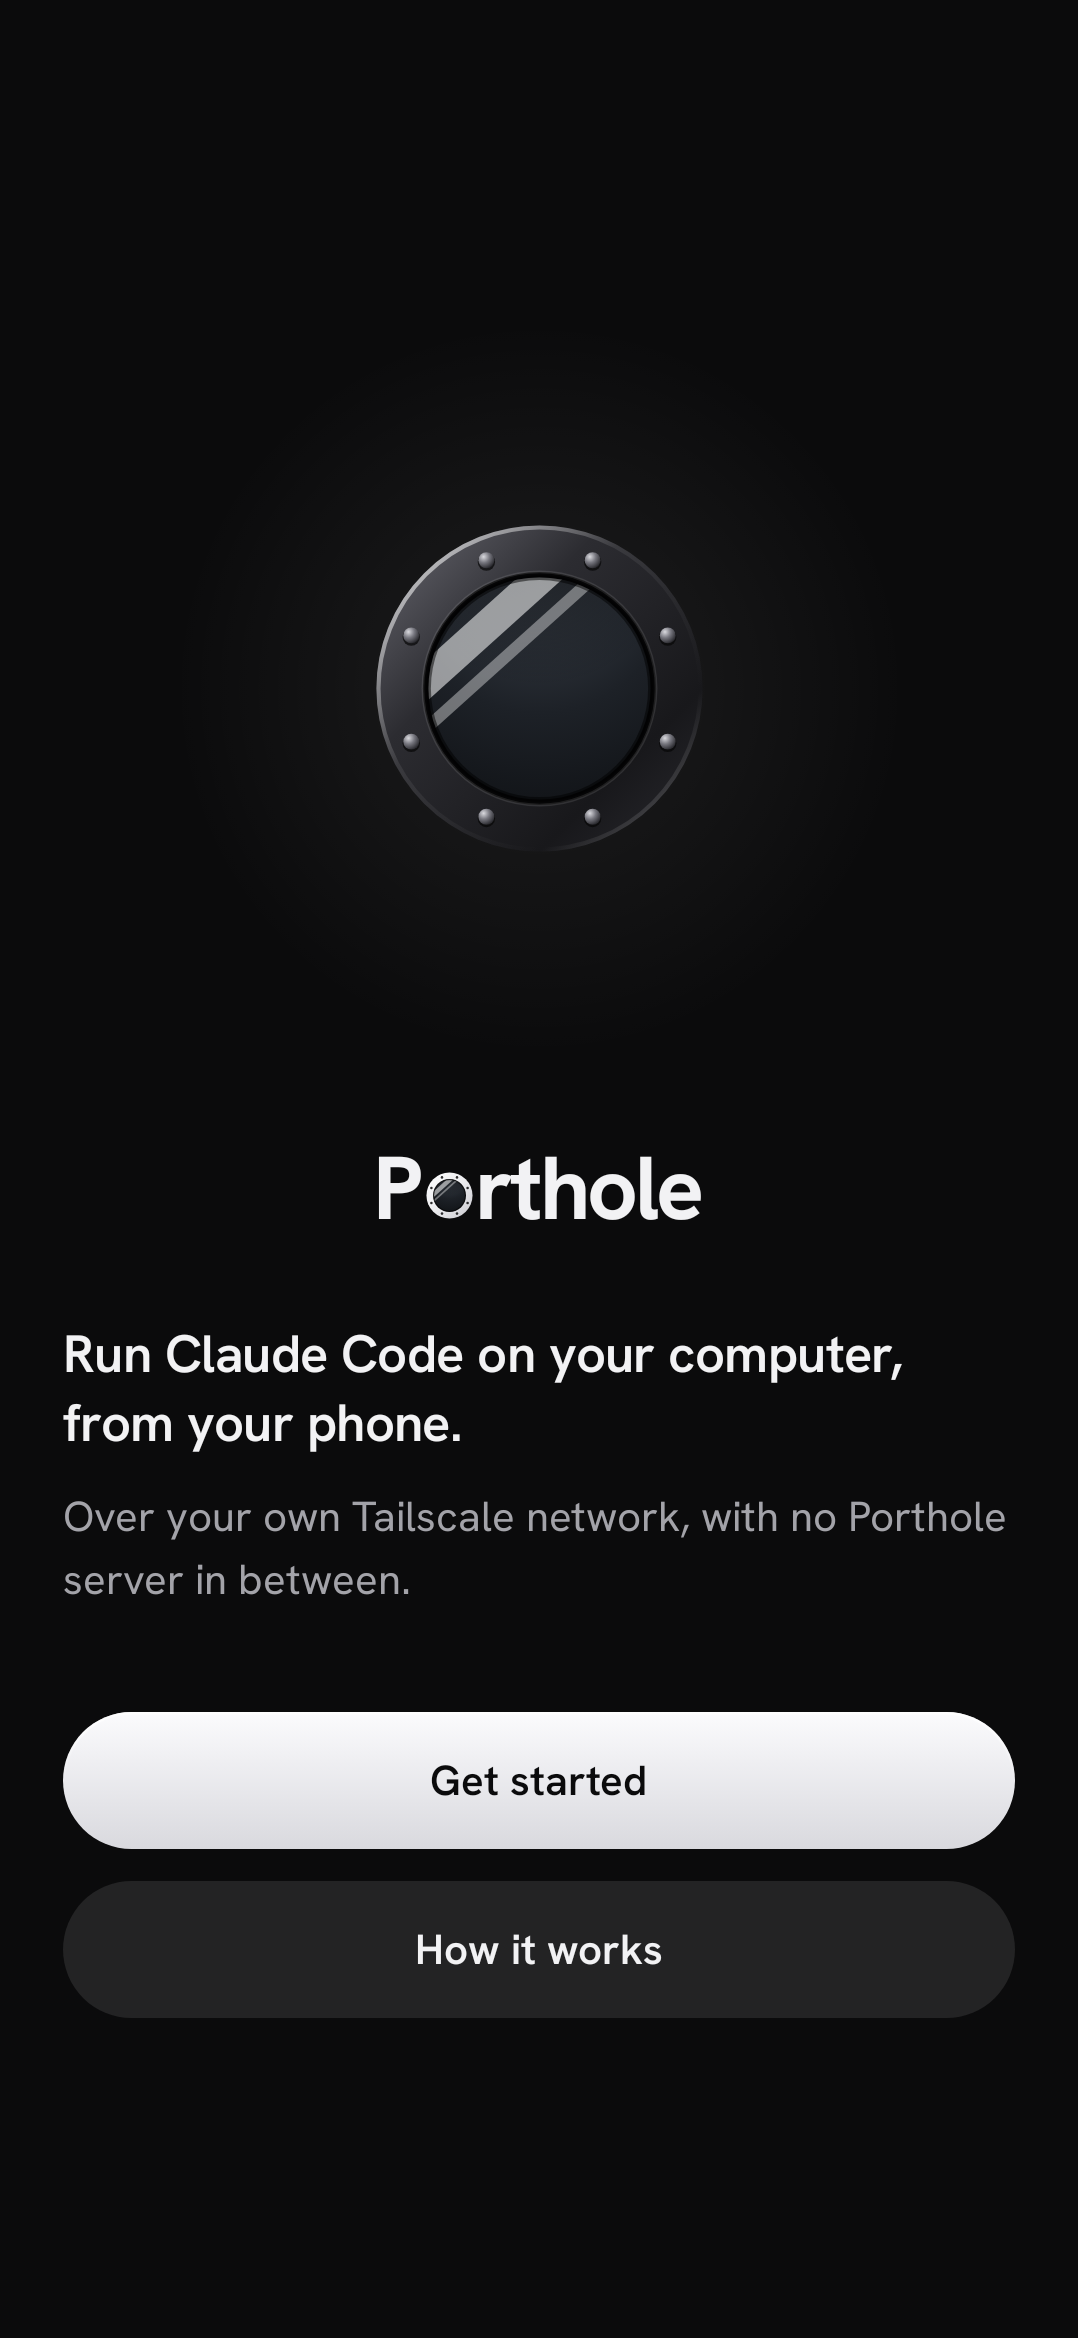 Porthole
Run Claude Code on your computer,
from your phone.
Over your own Tailscale network, with no Porthole
server in between.
Get started
How it works